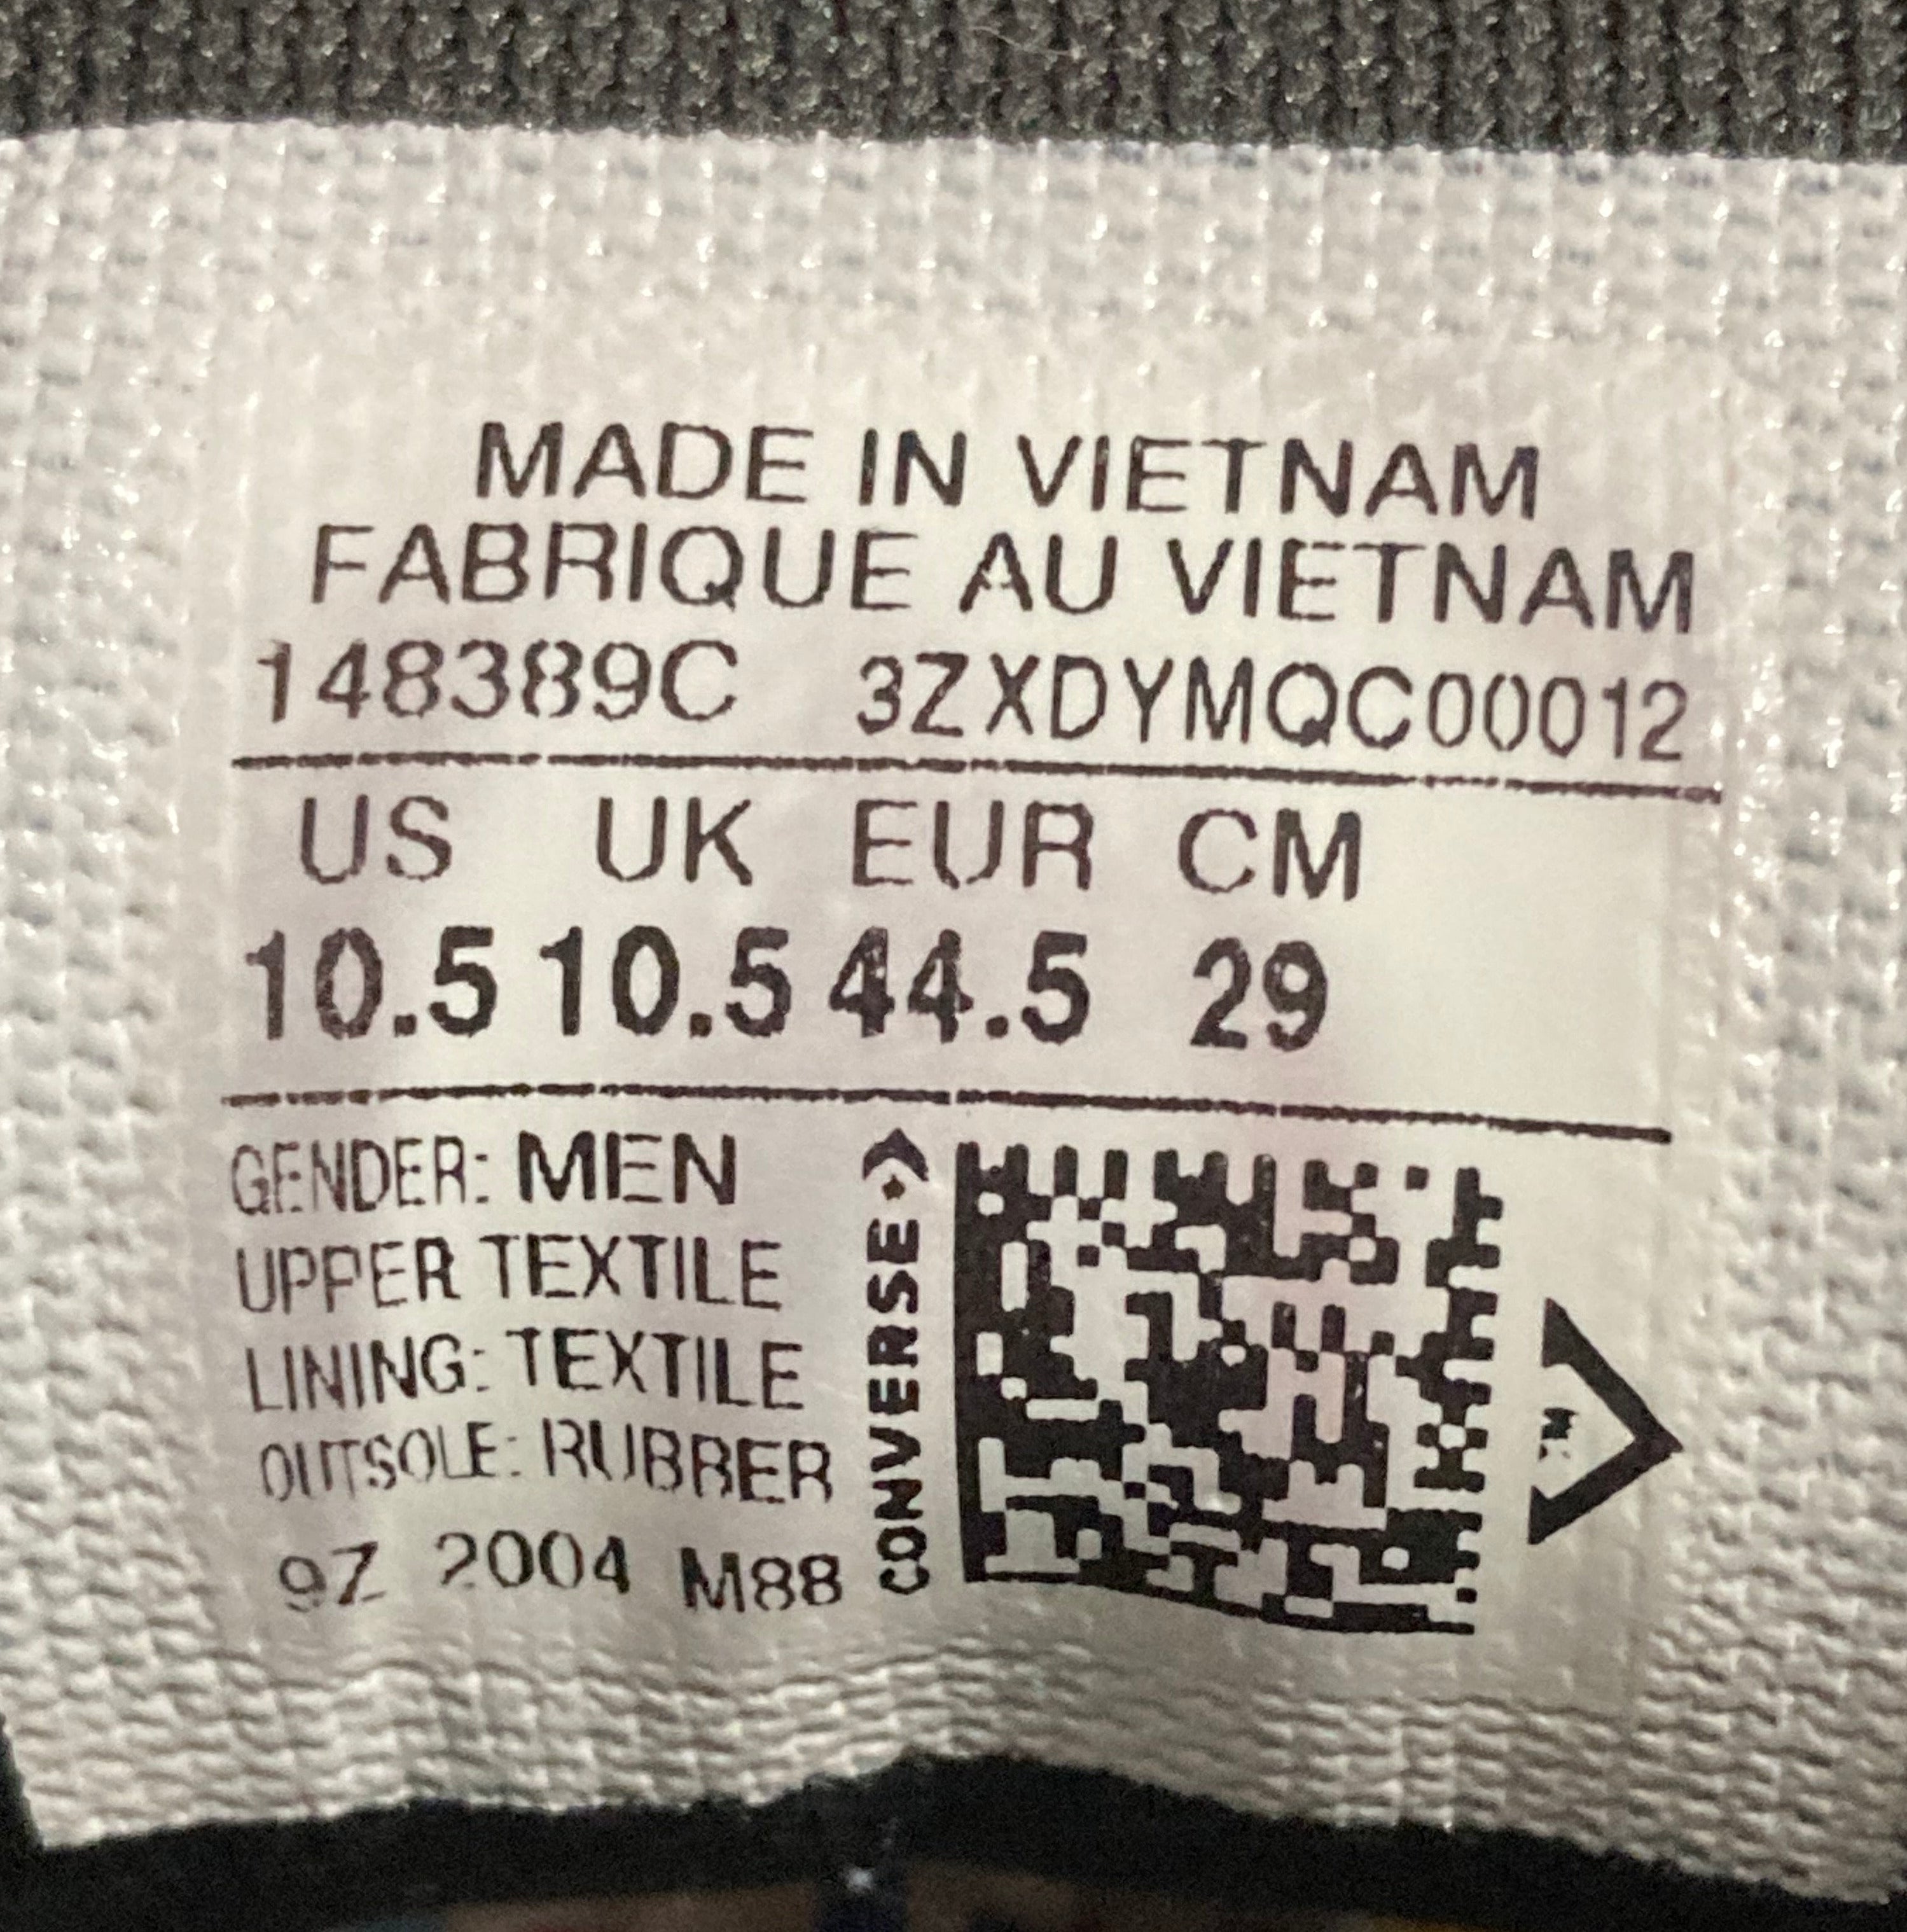 MADE IN VIETNAM
FABRIQUE AU VIETNAM
148389C 3ZXDYMQC00012
US UK EUR CM
10.5 10.5 44.5 29
GENDER: MEN
UPPER TEXTILE
LINING: TEXTILE
OUTSOLE: RUBBER
9Z 2004 M88
CONVERSE